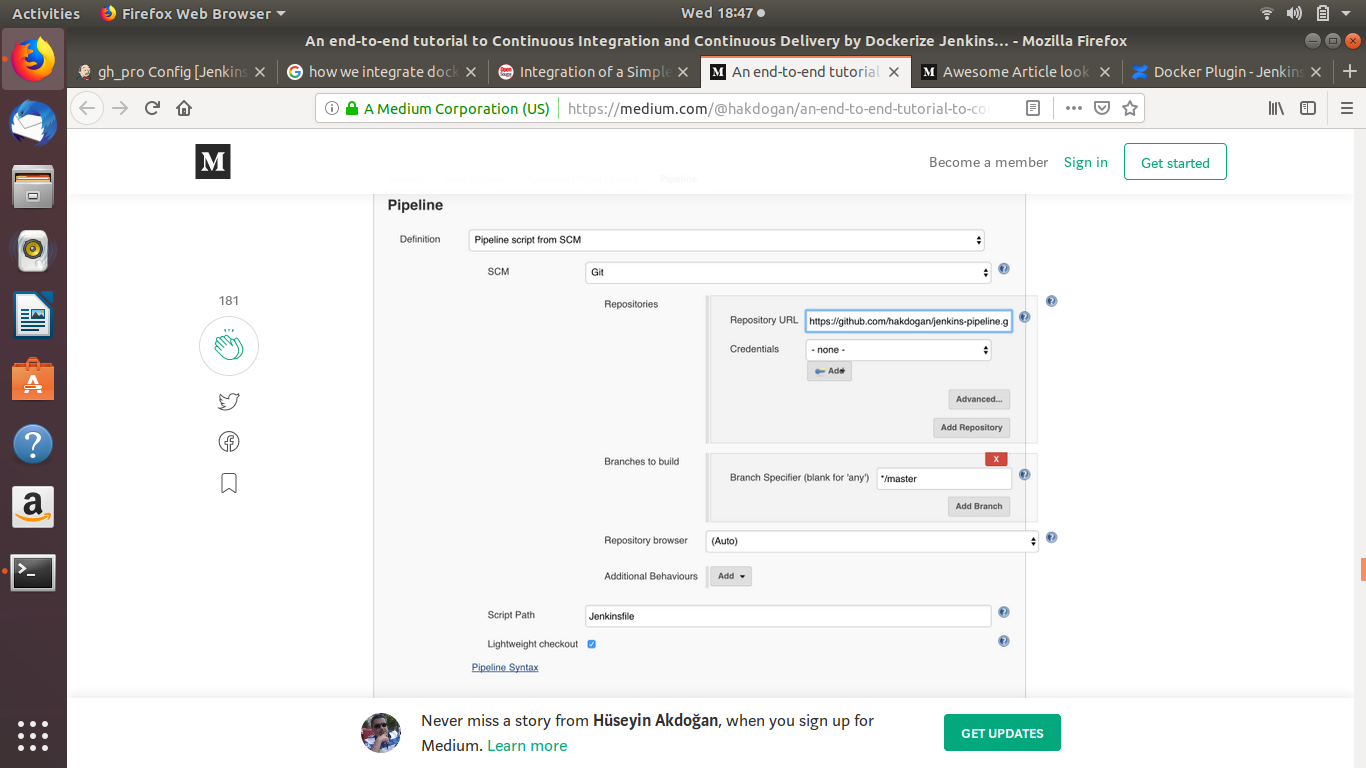 Activities
Firefox Web Browser
Wed 18:47
An end-to-end tutorial to Continuous Integration and Continuous Delivery by Dockerize Jenkins… - Mozilla Firefox
gh_pro Config [Jenkins
how we integrate dock
Integration of a Simple
An end-to-end tutorial
Awesome Article look
Docker Plugin - Jenkins
A Medium Corporation (US)
https://medium.com/@hakdogan/an-end-to-end-tutorial-to-co
M
Become a member
Sign in
Get started
Pipeline
Pipeline
Definition
Pipeline script from SCM
SCM
Git
Repositories
Repository URL
https://github.com/hakdogan/jenkins-pipeline.g
Credentials
- none -
Add
Advanced...
Add Repository
Branches to build
X
Branch Specifier (blank for 'any')
*/master
Add Branch
Repository browser
(Auto)
Additional Behaviours
Add
Script Path
Jenkinsfile
Lightweight checkout
Pipeline Syntax
181
Never miss a story from Hüseyin Akdoğan, when you sign up for
Medium. Learn more
GET UPDATES